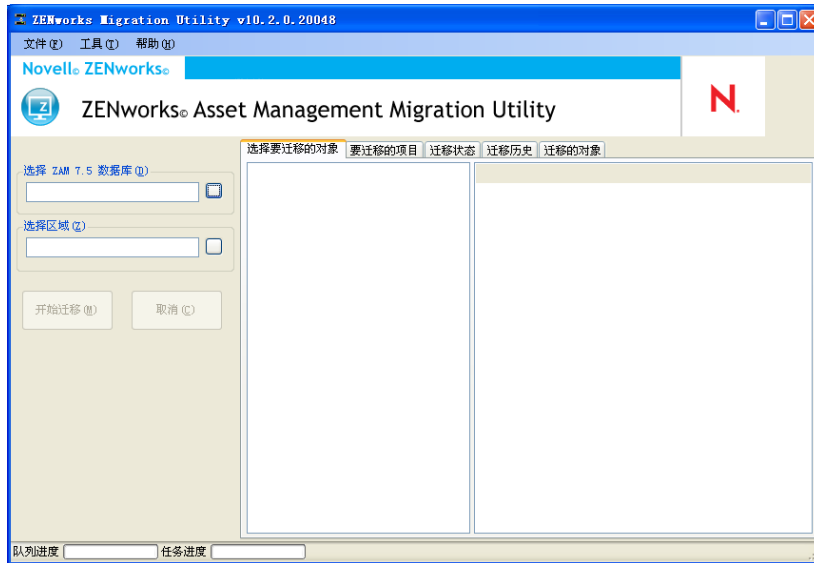 ZENworks Migration Utility v10.2.0.20048
文件(F) 工具(T) 帮助(H)
Novell® ZENworks®
Z ZENworks® Asset Management Migration Utility N.
选择要迁移的对象 要迁移的项目 迁移状态 迁移历史 迁移的对象
选择 ZAM 7.5 数据库(D)
选择区域(Z)
开始迁移(M) 取消(C)
队列进度 任务进度